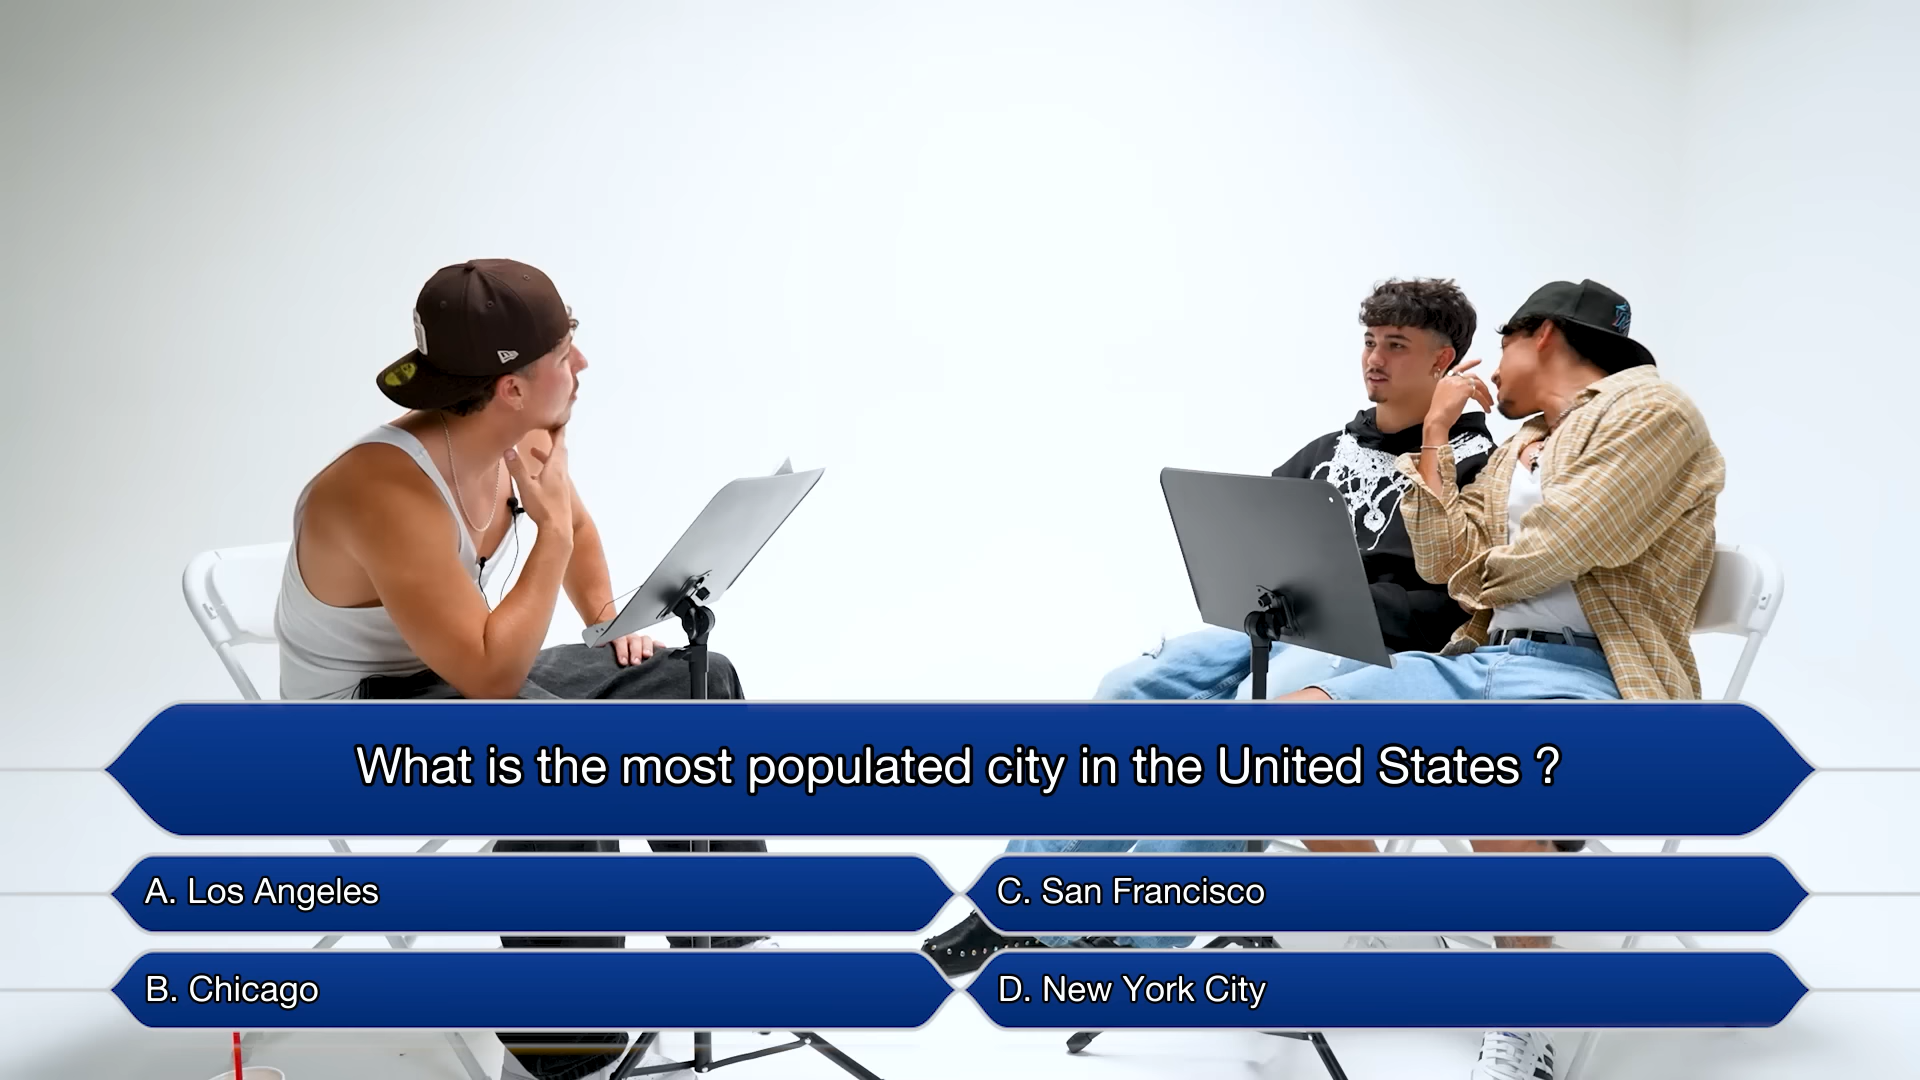 What is the most populated city in the United States ?
A. Los Angeles
C. San Francisco
B. Chicago
D. New York City